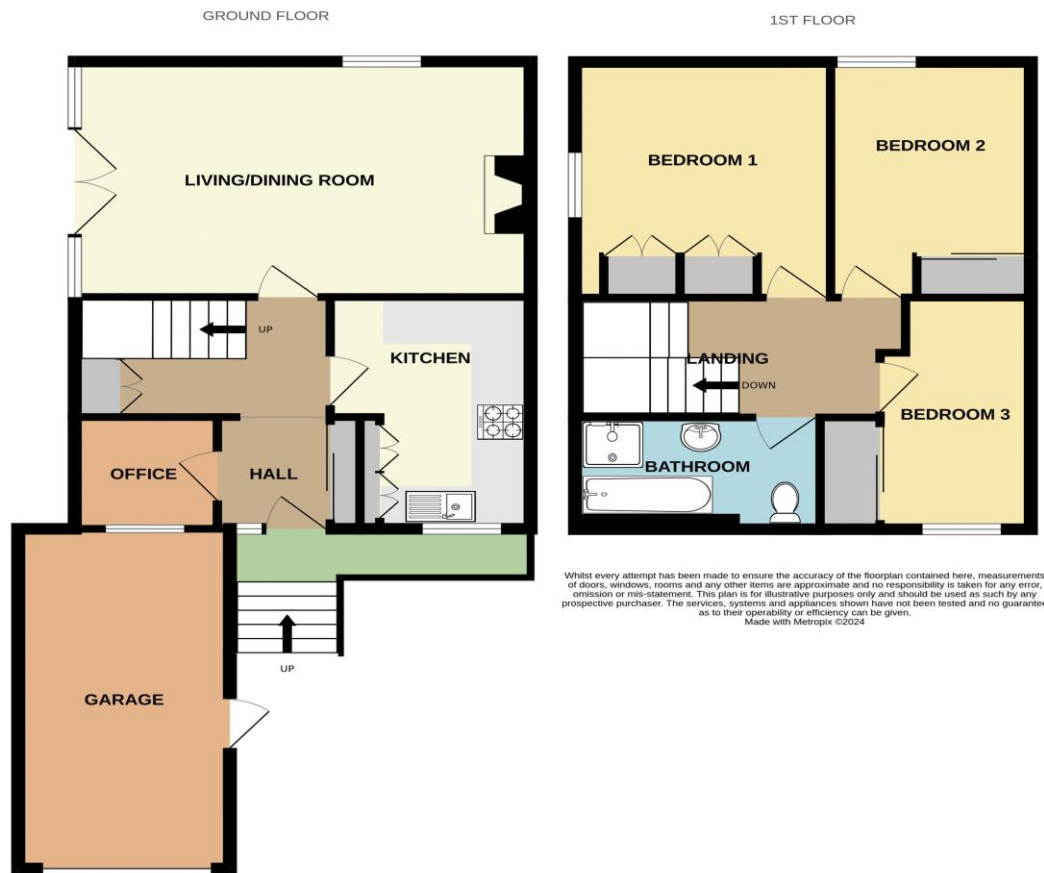 GROUND FLOOR
LIVING/DINING ROOM
UP
KITCHEN
OFFICE
HALL
GARAGE
UP
1ST FLOOR
BEDROOM 1
BEDROOM 2
LANDING
DOWN
BEDROOM 3
BATHROOM
Whilst every attempt has been made to ensure the accuracy of the floorplan contained here, measurements
of doors, windows, rooms and any other items are approximate and no responsibility is taken for any error,
omission or mis-statement. This plan is for illustrative purposes only and should be used as such by any
prospective purchaser. The services, systems and appliances shown have not been tested and no guarantee
as to their operability or efficiency can be given.
Made with Metropix ©2024